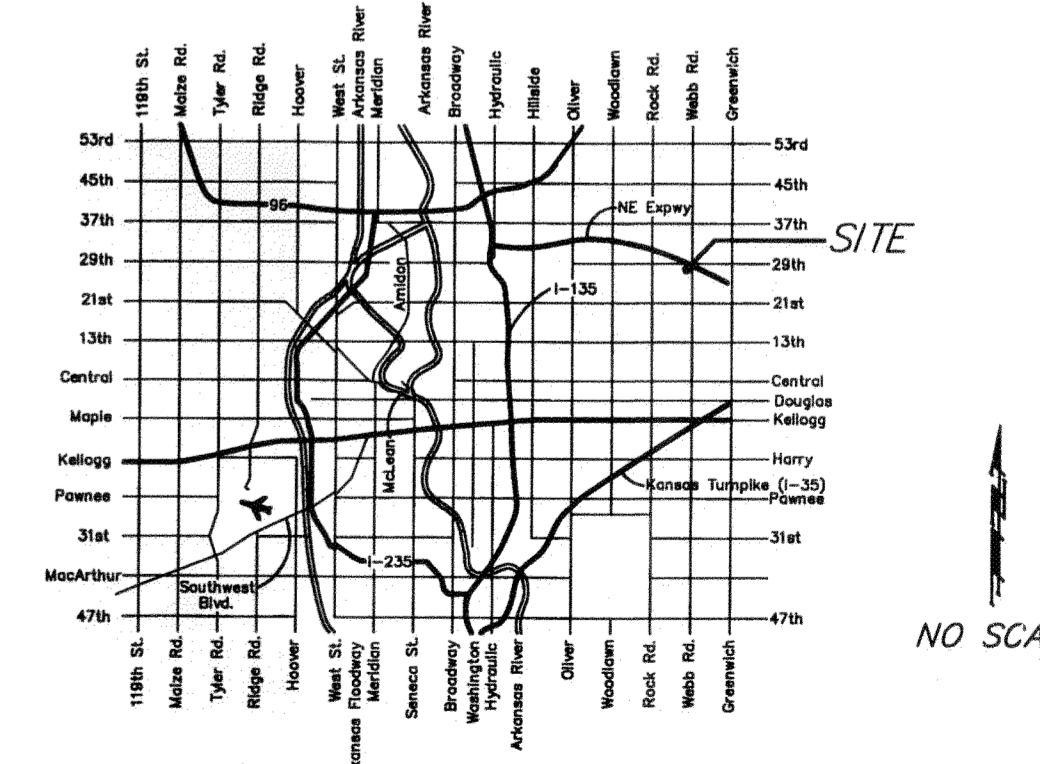 119th St.
Maize Rd.
Tyler Rd.
Ridge Rd.
Hoover
West St.
Arkansas River
Meridian
Arkansas River
Broadway
Hydraulic
Hillside
Oliver
Woodlawn
Rock Rd.
Webb Rd.
Greenwich
53rd
53rd
45th
45th
96
37th
NE Expwy
37th
SITE
29th
29th
Amidon
I-135
21st
21st
13th
13th
Central
Central
Douglas
Maple
Kellogg
McLean
Kellogg
Harry
Kansas Turnpike (I-35)
Pawnee
Pawnee
31st
31st
I-235
MacArthur
Southwest
Blvd.
47th
47th
NO SCA
119th St.
Maize Rd.
Tyler Rd.
Ridge Rd.
Hoover
West St.
kansas Floodway
Meridian
Seneca St.
Broadway
Washington
Hydraulic
Arkansas River
Oliver
Woodlawn
Rock Rd.
Webb Rd.
Greenwich